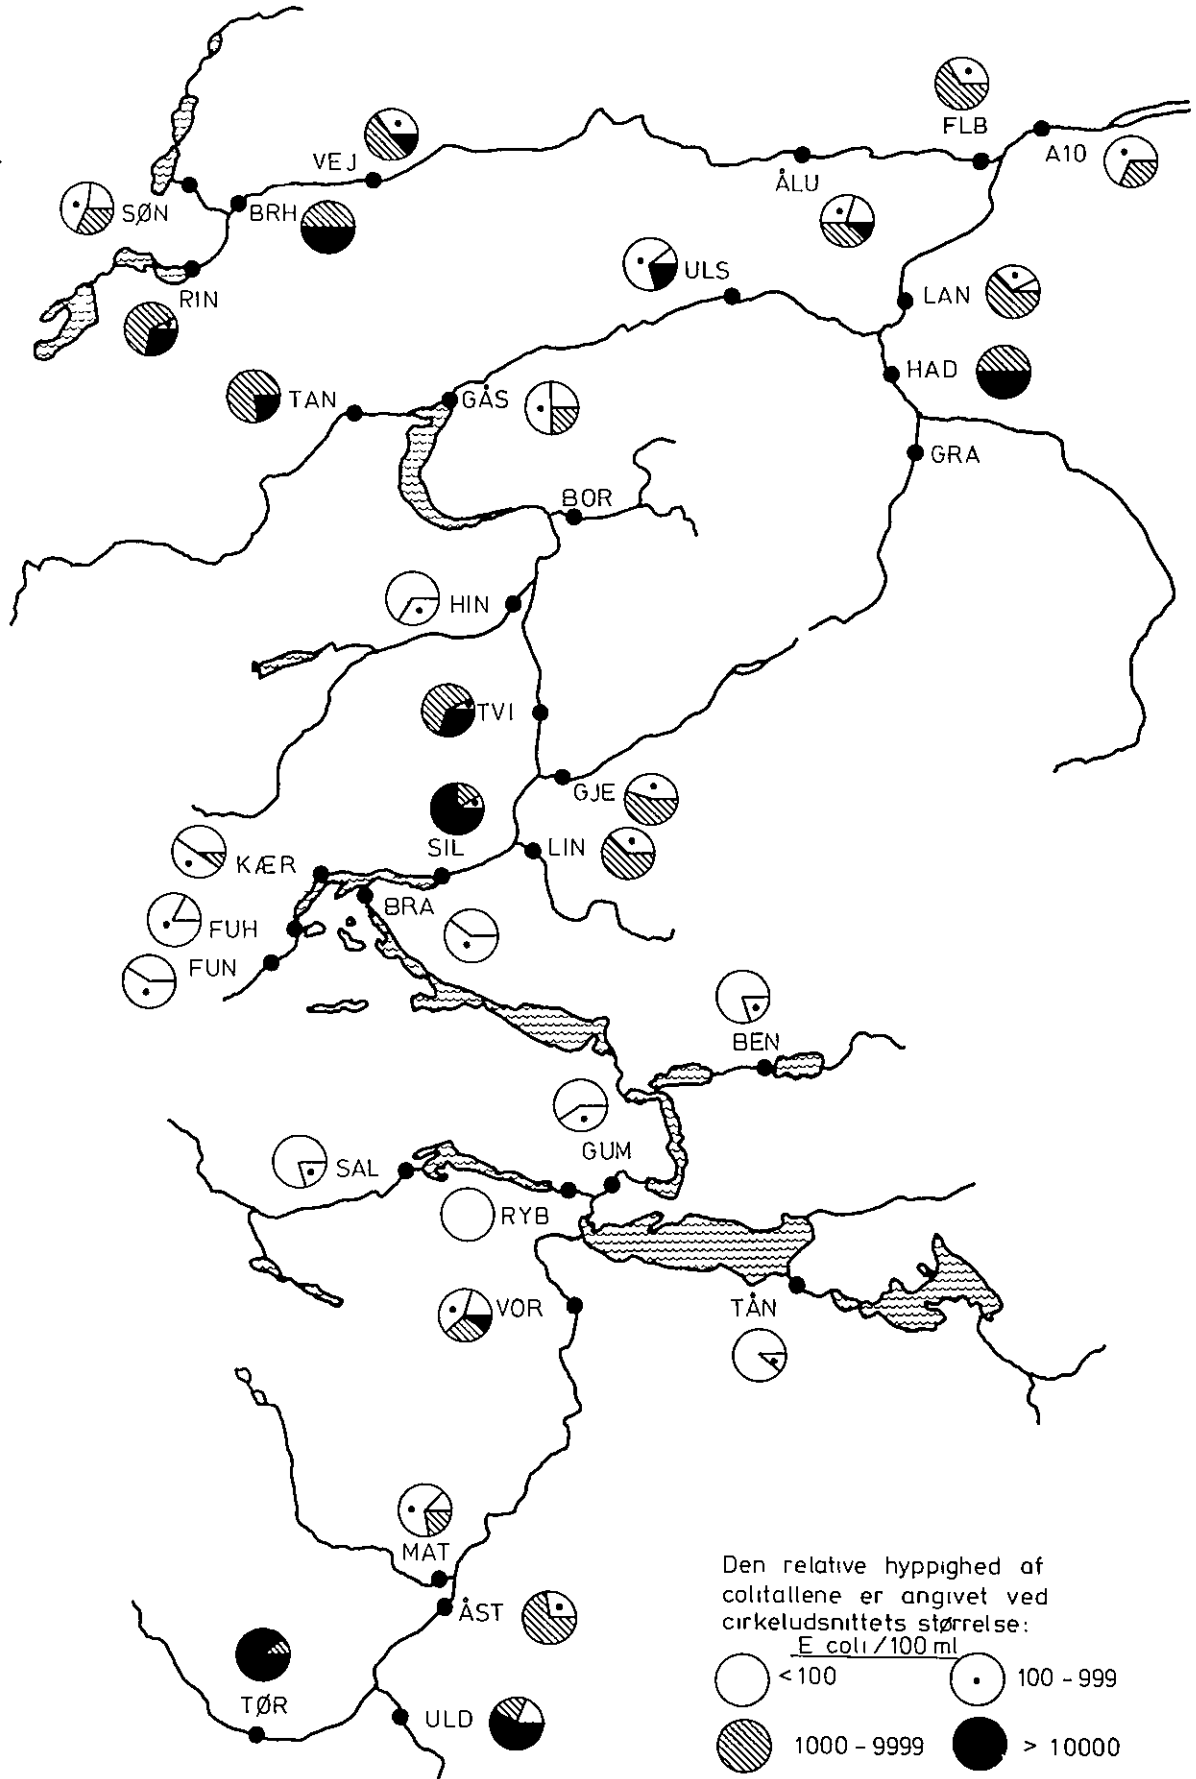 FLB
A10
VEJ
ÅLU
SØN
BRH
ULS
RIN
LAN
HAD
TAN
GÅS
GRA
BOR
HIN
TVI
GJE
SIL
LIN
KÆR
BRA
FUH
FUN
BEN
GUM
SAL
RYB
VOR
TÅN
MAT
ÅST
TØR
ULD
Den relative hyppighed af
colitallene er angivet ved
cirkeludsnittets størrelse:
E coli/100 ml
<100
100-999
1000-9999
> 10000